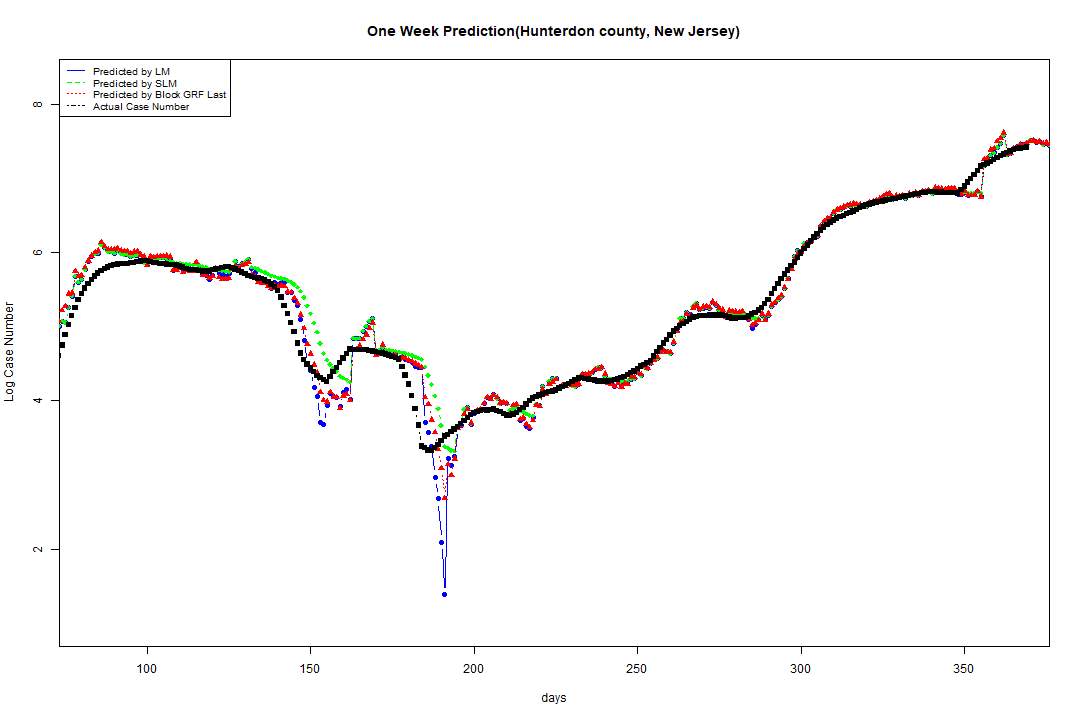 One Week Prediction(Hunterdon county, New Jersey)
Predicted by LM
Predicted by SLM
Predicted by Block GRF Last
Actual Case Number
Log Case Number
8
6
4
2
100 150 200 250 300 350
days